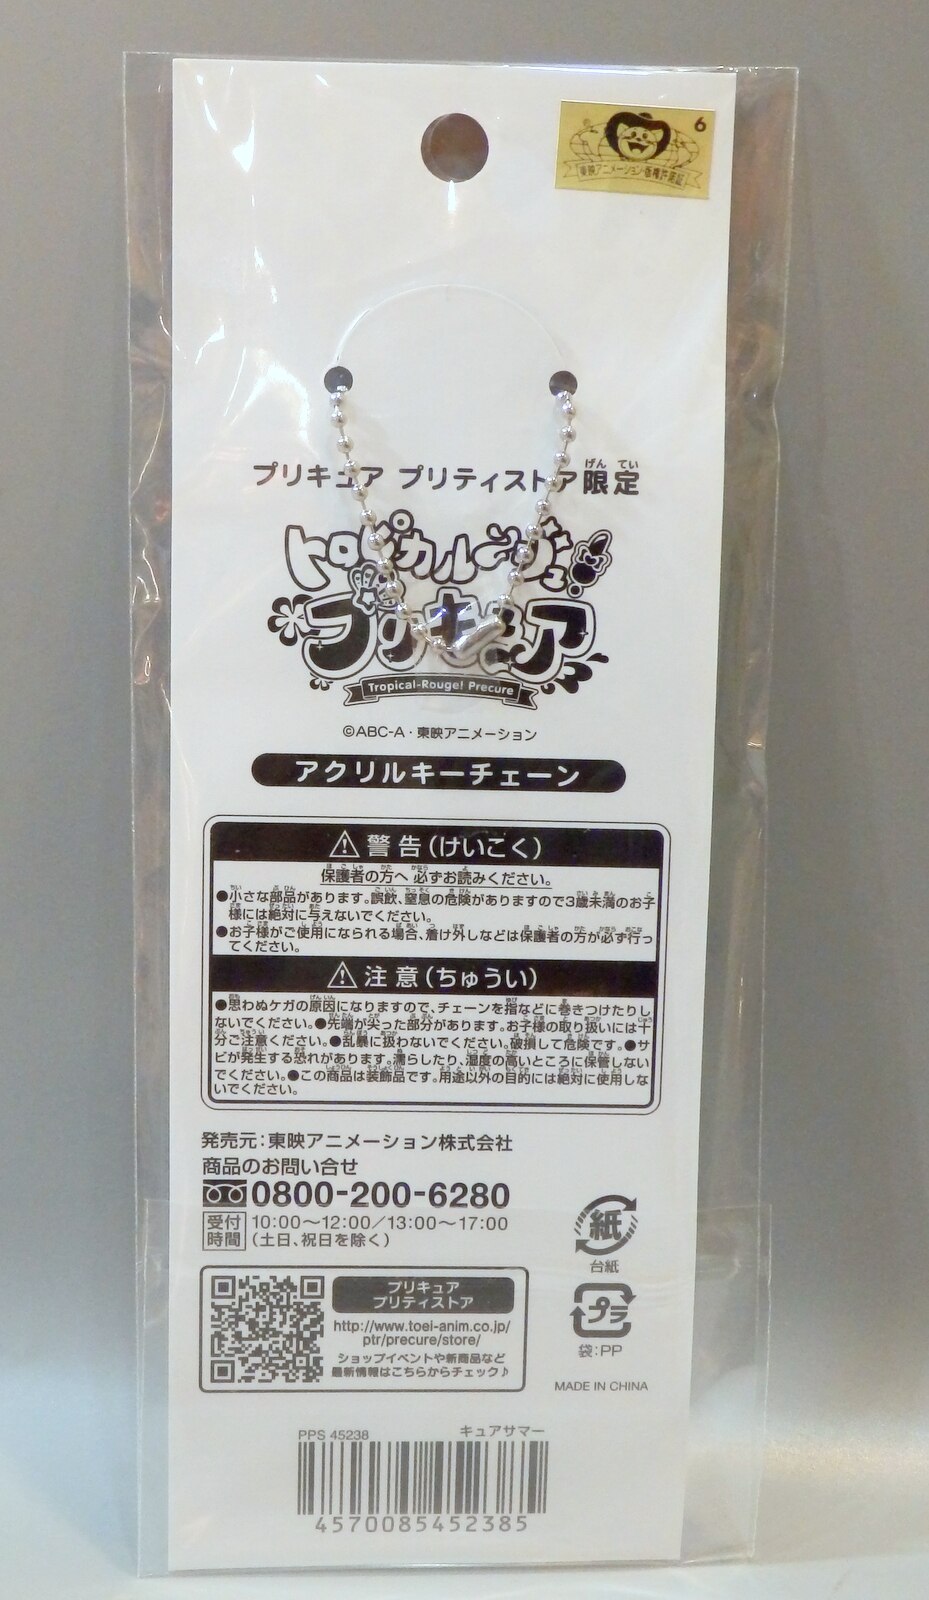 6
東映アニメーション・版権許諾証
プリキュア プリティストア限定
トロピカル〜ジュ!
プリキュア
Tropical-Rouge! Precure
©ABC-A・東映アニメーション
アクリルキーチェーン
⚠警告(けいこく)
保護者の方へ 必ずお読みください。
●小さな部品があります。誤飲、窒息の危険がありますので3歳未満のお子
様には絶対に与えないでください。
●お子様がご使用になられる場合、着け外しなどは保護者の方が必ず行っ
てください。
⚠注意(ちゅうい)
●思わぬケガの原因になりますので、チェーンを指などに巻きつけたりし
ないでください。●先端が尖った部分があります。お子様の取り扱いには十
分ご注意ください。●乱暴に扱わないでください。破損して危険です。●サ
ビが発生する恐れがあります。濡らしたり、湿度の高いところに保管しない
でください。●この商品は装飾品です。用途以外の目的には絶対に使用しな
いでください。
発売元:東映アニメーション株式会社
商品のお問い合せ
0800-200-6280
受付時間 10:00〜12:00/13:00〜17:00
(土日、祝日を除く)
紙
台紙
プラ
袋:PP
プリキュア
プリティストア
http://www.toei-anim.co.jp/
ptr/precure/store/
ショップイベントや新商品など
最新情報はこちらからチェック♪
MADE IN CHINA
PPS 45238 キュアサマー
4570085452385